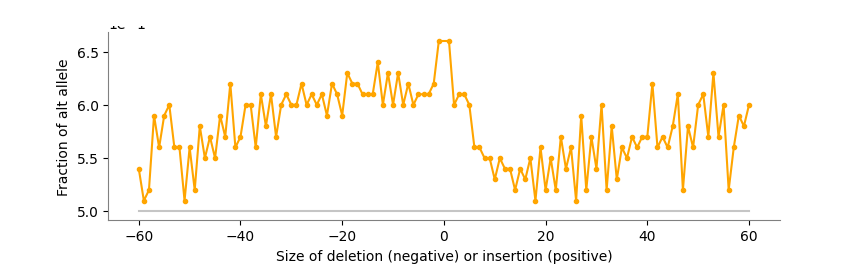 6.5
6.0
5.5
5.0
Fraction of alt allele
−60 −40 −20 0 20 40 60
Size of deletion (negative) or insertion (positive)